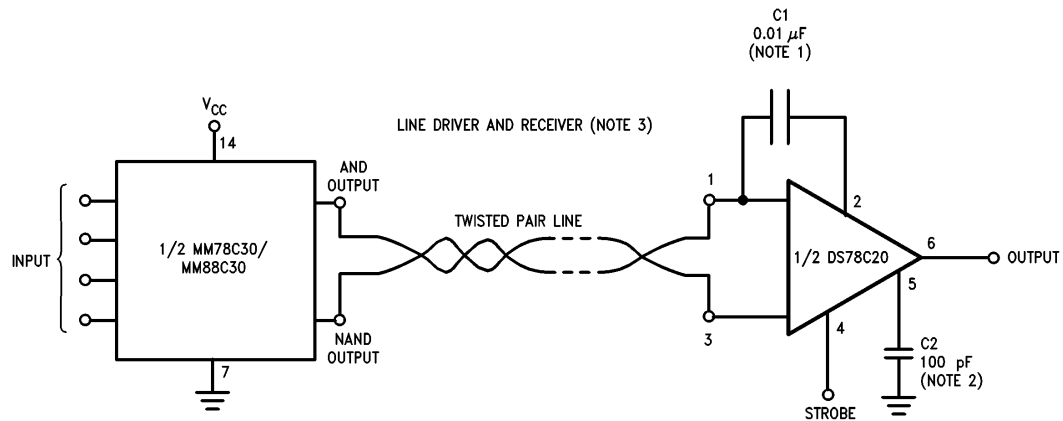 C1
0.01 μF
(NOTE 1)
VCC
14
LINE DRIVER AND RECEIVER (NOTE 3)
AND
OUTPUT
1
2
TWISTED PAIR LINE
1/2 MM78C30/
MM88C30
INPUT
1/2 DS78C20
6
OUTPUT
5
3
4
NAND
OUTPUT
7
C2
100 pF
(NOTE 2)
STROBE